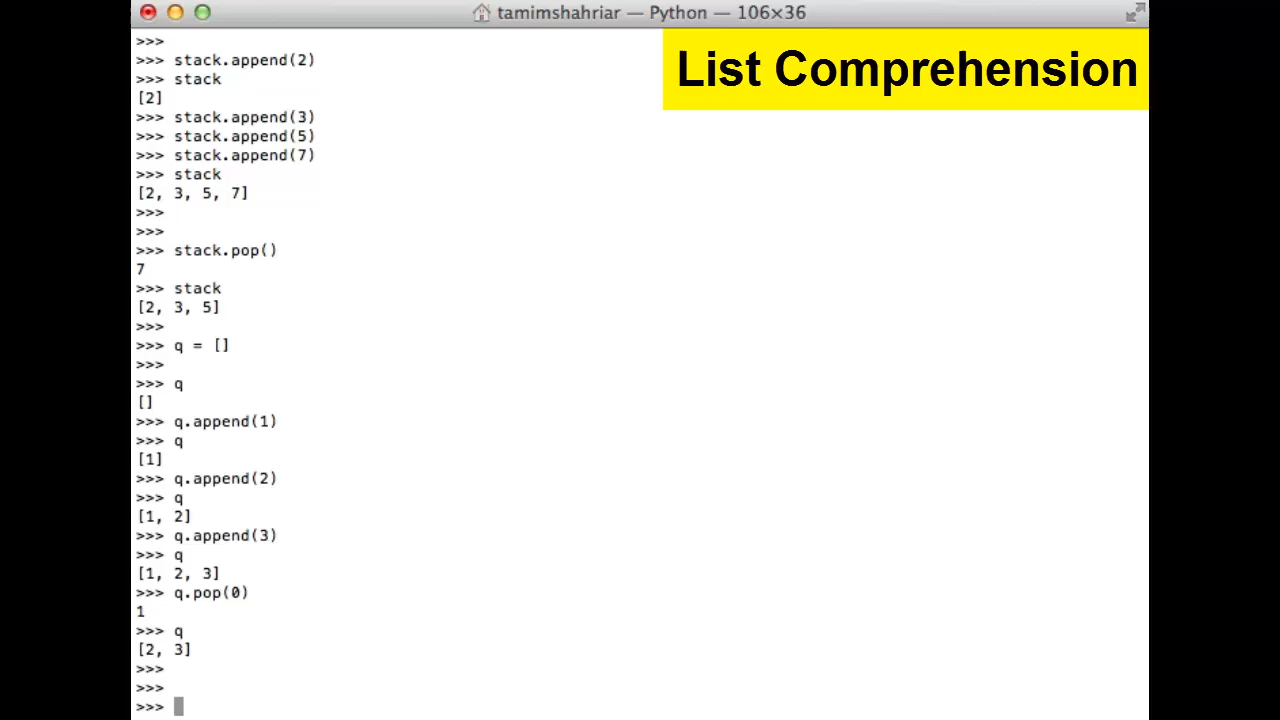 tamimshahriar — Python — 106×36
List Comprehension
>>>
>>> stack.append(2)
>>> stack
[2]
>>> stack.append(3)
>>> stack.append(5)
>>> stack.append(7)
>>> stack
[2, 3, 5, 7]
>>>
>>>
>>> stack.pop()
7
>>> stack
[2, 3, 5]
>>>
>>> q = []
>>>
>>> q
[]
>>> q.append(1)
>>> q
[1]
>>> q.append(2)
>>> q
[1, 2]
>>> q.append(3)
>>> q
[1, 2, 3]
>>> q.pop(0)
1
>>> q
[2, 3]
>>>
>>>
>>>